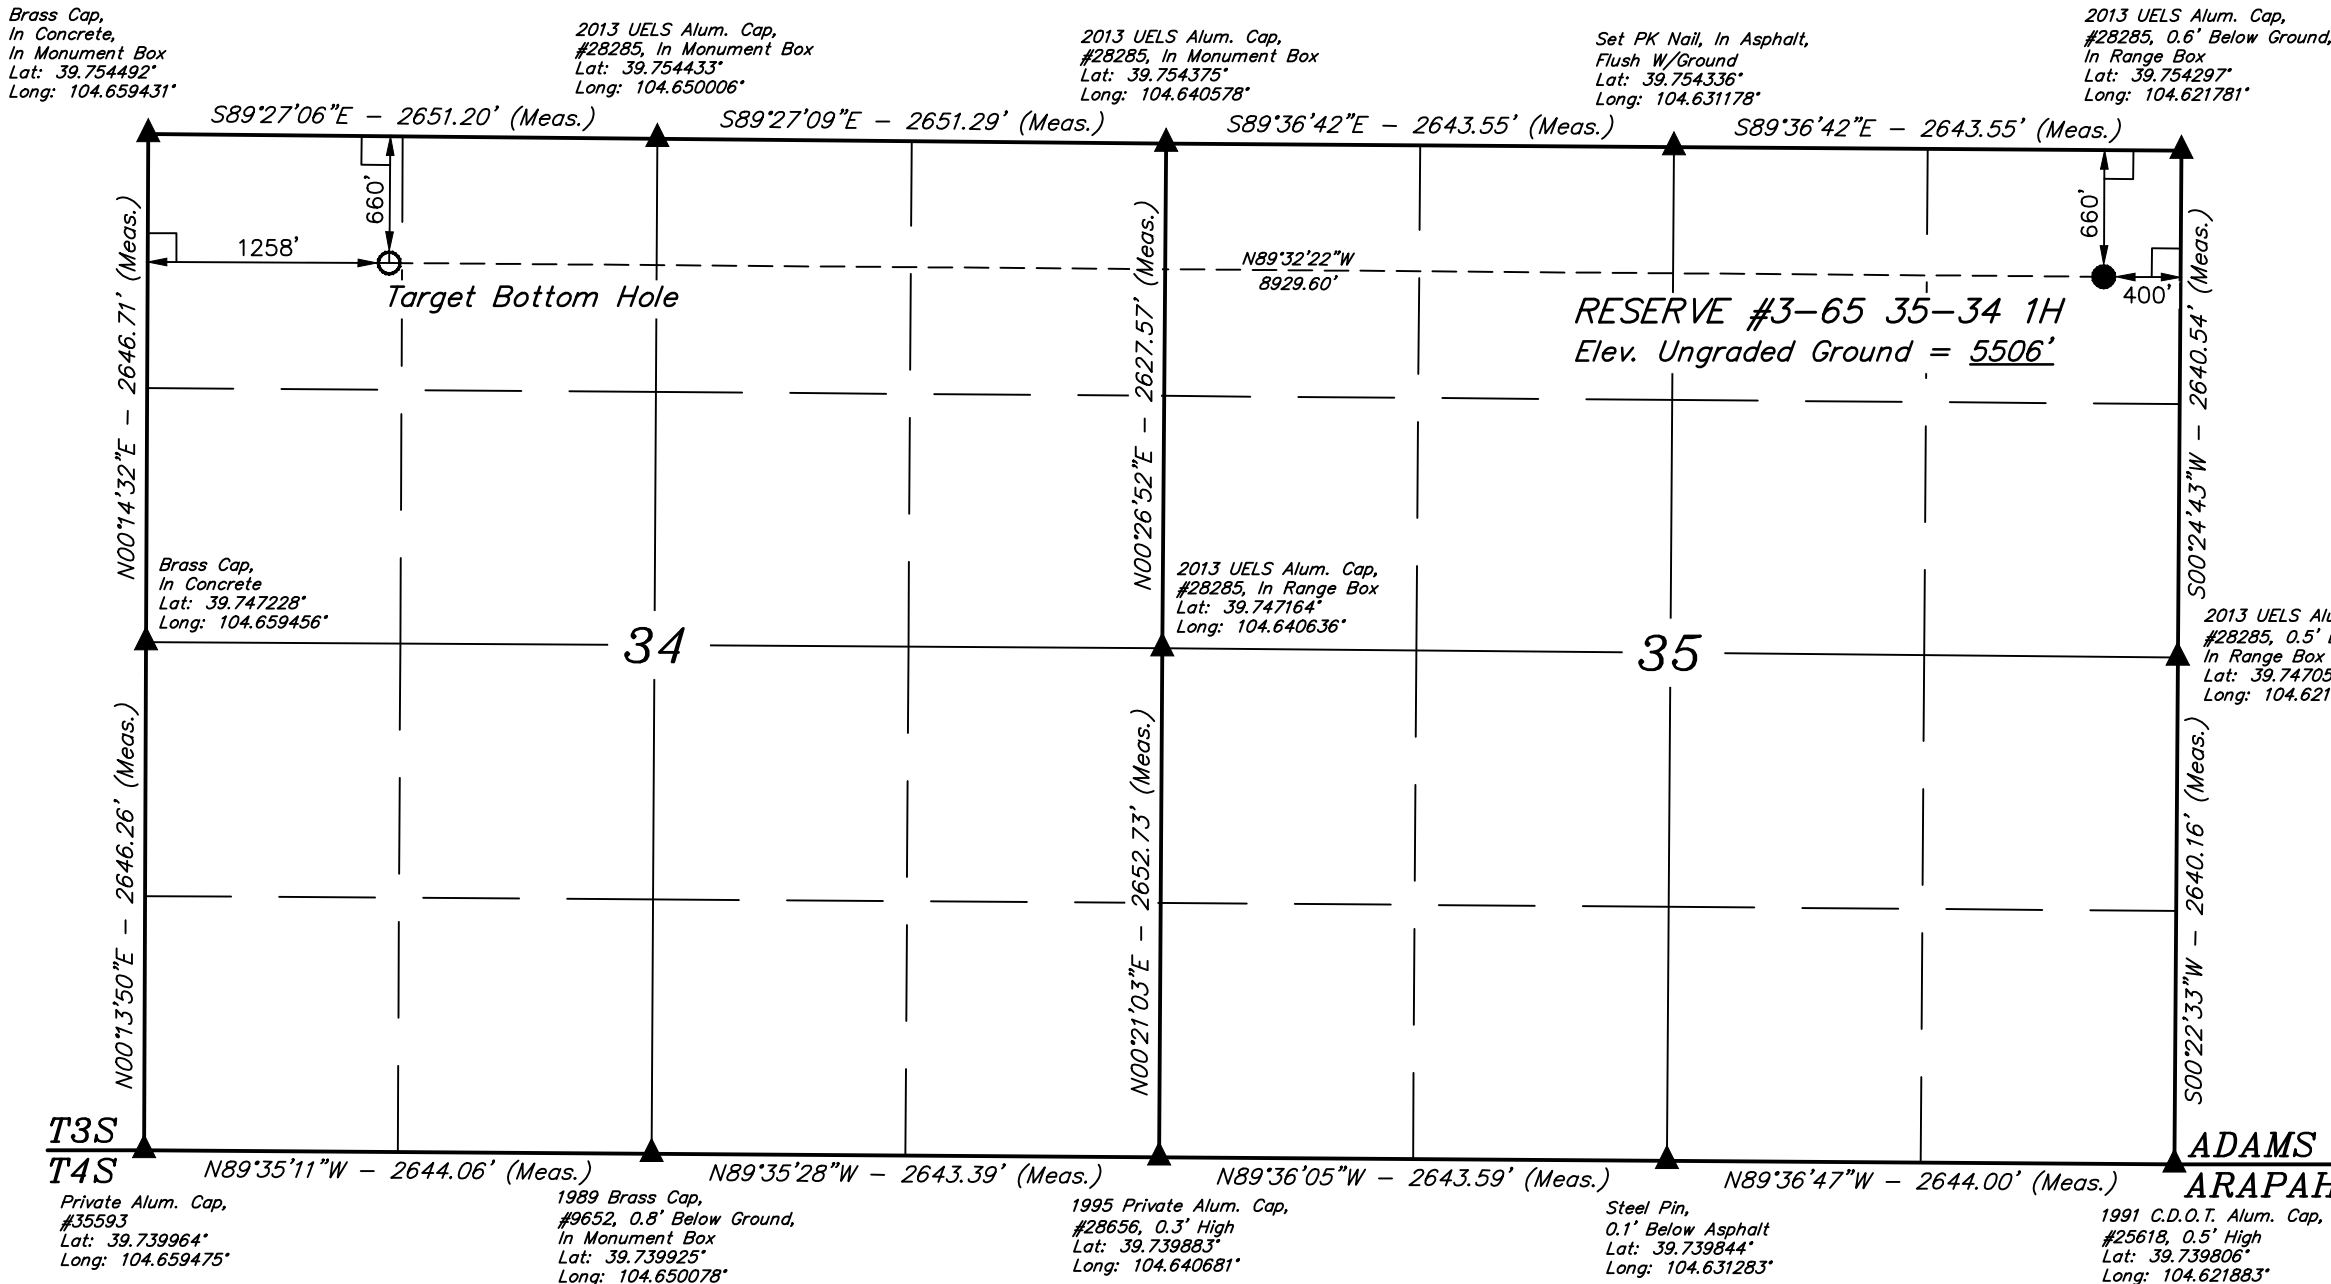 Brass Cap,
In Concrete,
In Monument Box
Lat: 39.754492°
Long: 104.659431°
2013 UELS Alum. Cap,
#28285, In Monument Box
Lat: 39.754433°
Long: 104.650006°
2013 UELS Alum. Cap,
#28285, In Monument Box
Lat: 39.754375°
Long: 104.640578°
Set PK Nail, In Asphalt,
Flush W/Ground
Lat: 39.754336°
Long: 104.631178°
2013 UELS Alum. Cap,
#28285, 0.6' Below Ground,
In Range Box
Lat: 39.754297°
Long: 104.621781°
S89°27'06"E - 2651.20' (Meas.)
S89°27'09"E - 2651.29' (Meas.)
S89°36'42"E - 2643.55' (Meas.)
S89°36'42"E - 2643.55' (Meas.)
660'
1258'
Target Bottom Hole
N89°32'22"W
8929.60'
660'
400'
RESERVE #3-65 35-34 1H
Elev. Ungraded Ground = 5506'
N00°14'32"E - 2646.71' (Meas.)
N00°26'52"E - 2627.57' (Meas.)
S00°24'43"W - 2640.54' (Meas.)
Brass Cap,
In Concrete
Lat: 39.747228°
Long: 104.659456°
34
2013 UELS Alum. Cap,
#28285, In Range Box
Lat: 39.747164°
Long: 104.640636°
35
2013 UELS
#28285, 0.5'
In Range Box
Lat: 39.74705
Long: 104.621
N00°13'50"E - 2646.26' (Meas.)
N00°21'03"E - 2652.73' (Meas.)
S00°22'33"W - 2640.16' (Meas.)
T3S
T4S
ADAMS
ARAPAH
N89°35'11"W - 2644.06' (Meas.)
N89°35'28"W - 2643.39' (Meas.)
N89°36'05"W - 2643.59' (Meas.)
N89°36'47"W - 2644.00' (Meas.)
Private Alum. Cap,
#35593
Lat: 39.739964°
Long: 104.659475°
1989 Brass Cap,
#9652, 0.8' Below Ground,
In Monument Box
Lat: 39.739925°
Long: 104.650078°
1995 Private Alum. Cap,
#28656, 0.3' High
Lat: 39.739883°
Long: 104.640681°
Steel Pin,
0.1' Below Asphalt
Lat: 39.739844°
Long: 104.631283°
1991 C.D.O.T. Alum. Cap,
#25618, 0.5' High
Lat: 39.739806°
Long: 104.621883°